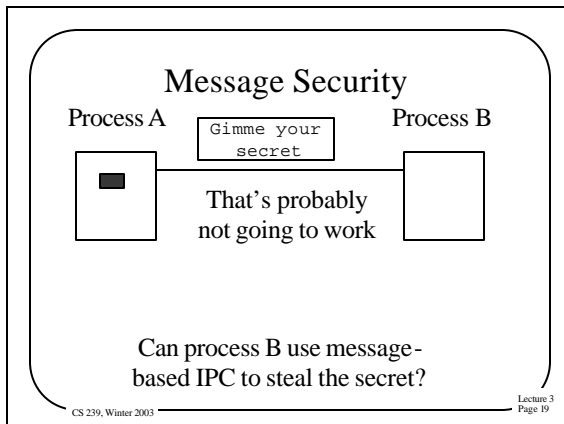 Message Security
Process A
Process B
Gimme your
secret
That's probably
not going to work
Can process B use message-
based IPC to steal the secret?
CS 239, Winter 2003
Lecture 3
Page 19